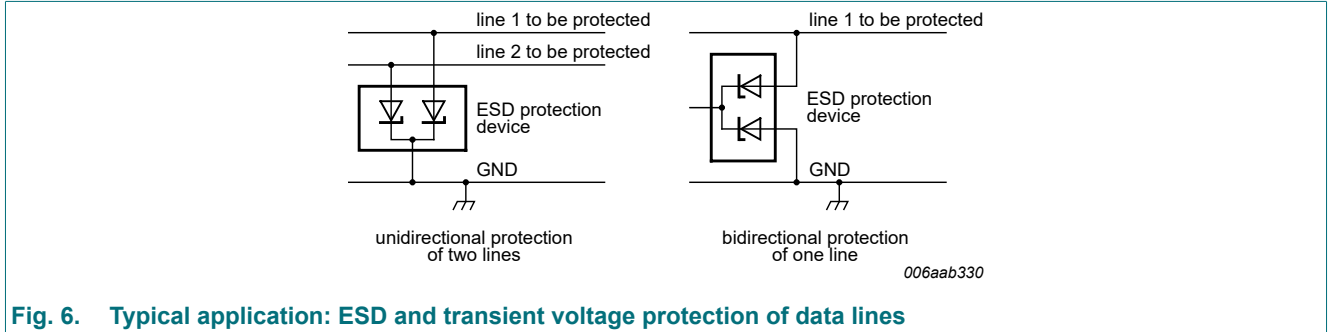 line 1 to be protected
line 2 to be protected
ESD protection
device
GND
unidirectional protection
of two lines
line 1 to be protected
ESD protection
device
GND
bidirectional protection
of one line
006aab330
Fig. 6. Typical application: ESD and transient voltage protection of data lines